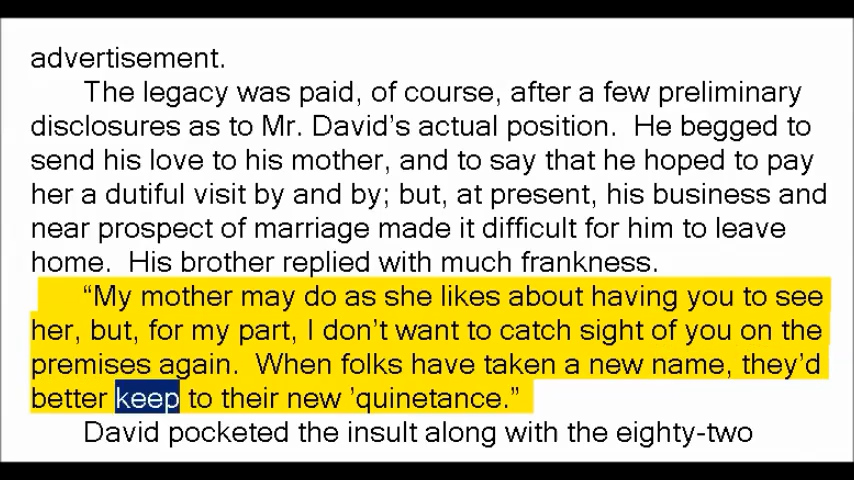 advertisement.
The legacy was paid, of course, after a few preliminary
disclosures as to Mr. David’s actual position.  He begged to
send his love to his mother, and to say that he hoped to pay
her a dutiful visit by and by; but, at present, his business and
near prospect of marriage made it difficult for him to leave
home.  His brother replied with much frankness.
“My mother may do as she likes about having you to see
her, but, for my part, I don’t want to catch sight of you on the
premises again.  When folks have taken a new name, they’d
better keep to their new ’quinetance.”
David pocketed the insult along with the eighty-two